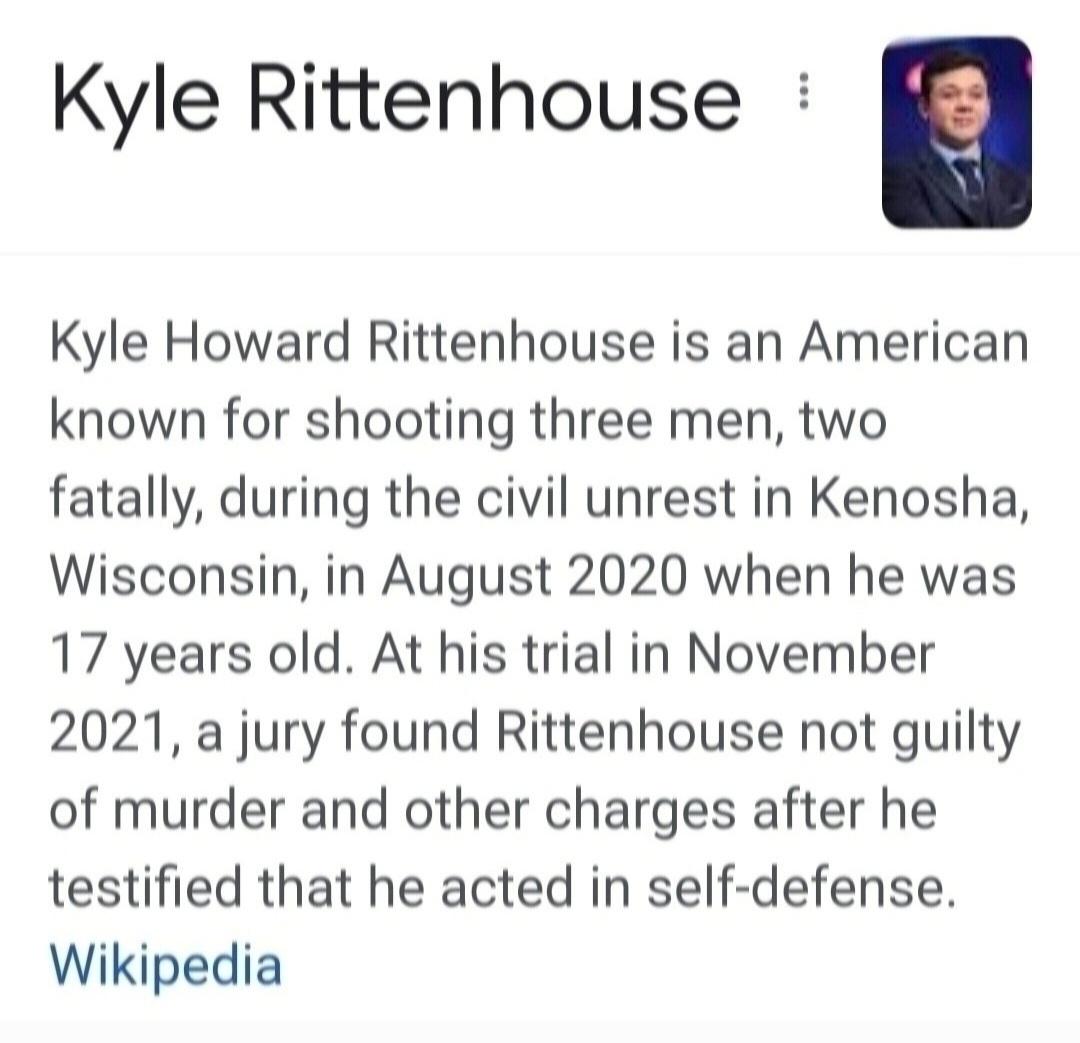 Kyle Rittenhouse
Kyle Howard Rittenhouse is an American
known for shooting three men, two
fatally, during the civil unrest in Kenosha,
Wisconsin, in August 2020 when he was
17 years old. At his trial in November
2021, a jury found Rittenhouse not guilty
of murder and other charges after he
testified that he acted in self-defense.
Wikipedia